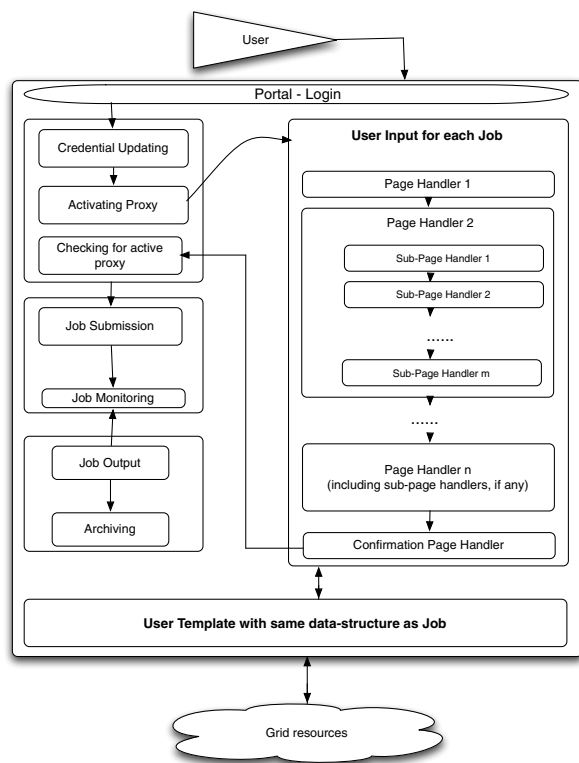 User
Portal - Login
Credential Updating
Activating Proxy
Checking for active
proxy
Job Submission
Job Monitoring
Job Output
Archiving
User Input for each Job
Page Handler 1
Page Handler 2
Sub-Page Handler 1
Sub-Page Handler 2
......
Sub-Page Handler m
......
Page Handler n
(including sub-page handlers, if any)
Confirmation Page Handler
User Template with same data-structure as Job
Grid resources